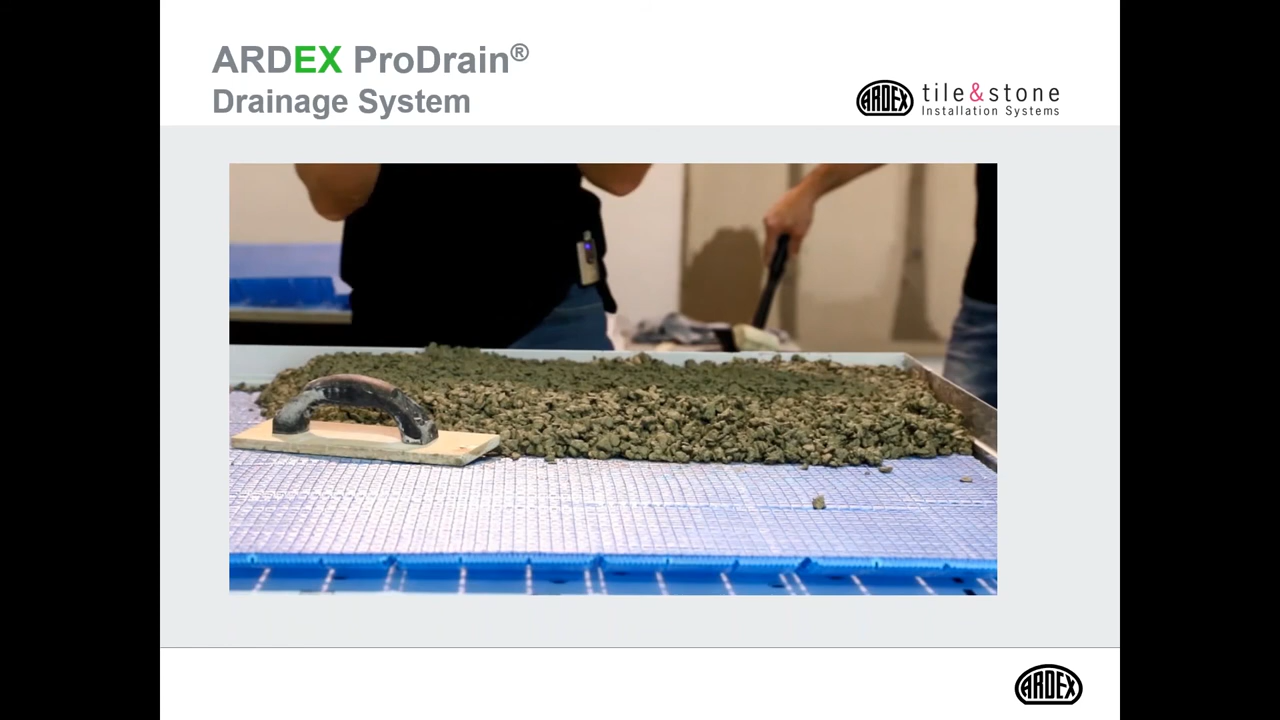 ARDEX ProDrain®
Drainage System
ARDEX
tile&stone
Installation Systems
ARDEX